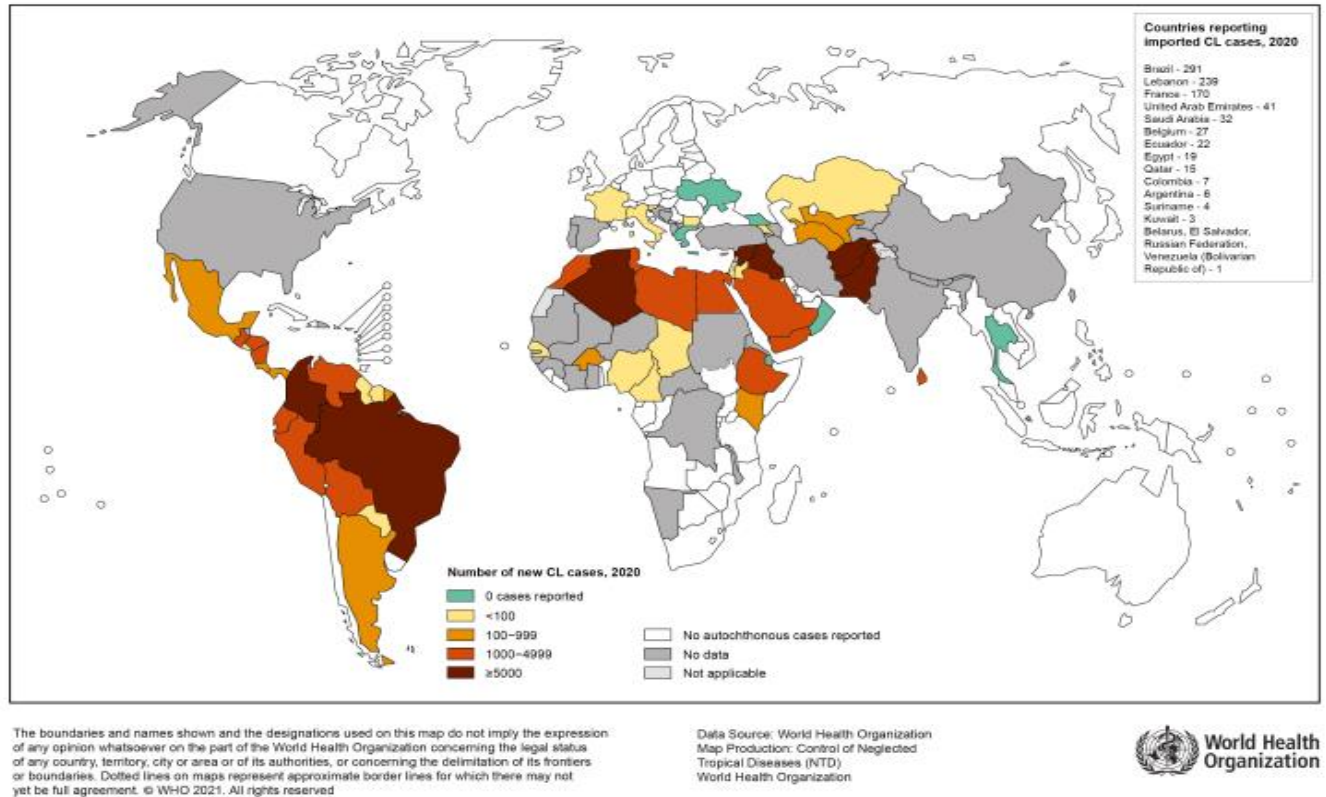 Countries reporting
imported CL cases, 2020
Brazil - 291
Lebanon - 239
France - 170
United Arab Emirates - 41
Saudi Arabia - 32
Belgium - 27
Ecuador - 22
Egypt - 19
Qatar - 15
Colombia - 7
Argentina - 6
Suriname - 4
Kuwait - 3
Belarus, El Salvador,
Russian Federation,
Venezuela (Bolivarian
Republic of) - 1
Number of new CL cases, 2020
0 cases reported
<100
100−999
1000−4999
≥5000
No autochthonous cases reported
No data
Not applicable
The boundaries and names shown and the designations used on this map do not imply the expression
of any opinion whatsoever on the part of the World Health Organization concerning the legal status
of any country, territory, city or area or of its authorities, or concerning the delimitation of its frontiers
or boundaries. Dotted lines on maps represent approximate border lines for which there may not
yet be full agreement. © WHO 2021. All rights reserved
Data Source: World Health Organization
Map Production: Control of Neglected
Tropical Diseases (NTD)
World Health Organization
World Health
Organization